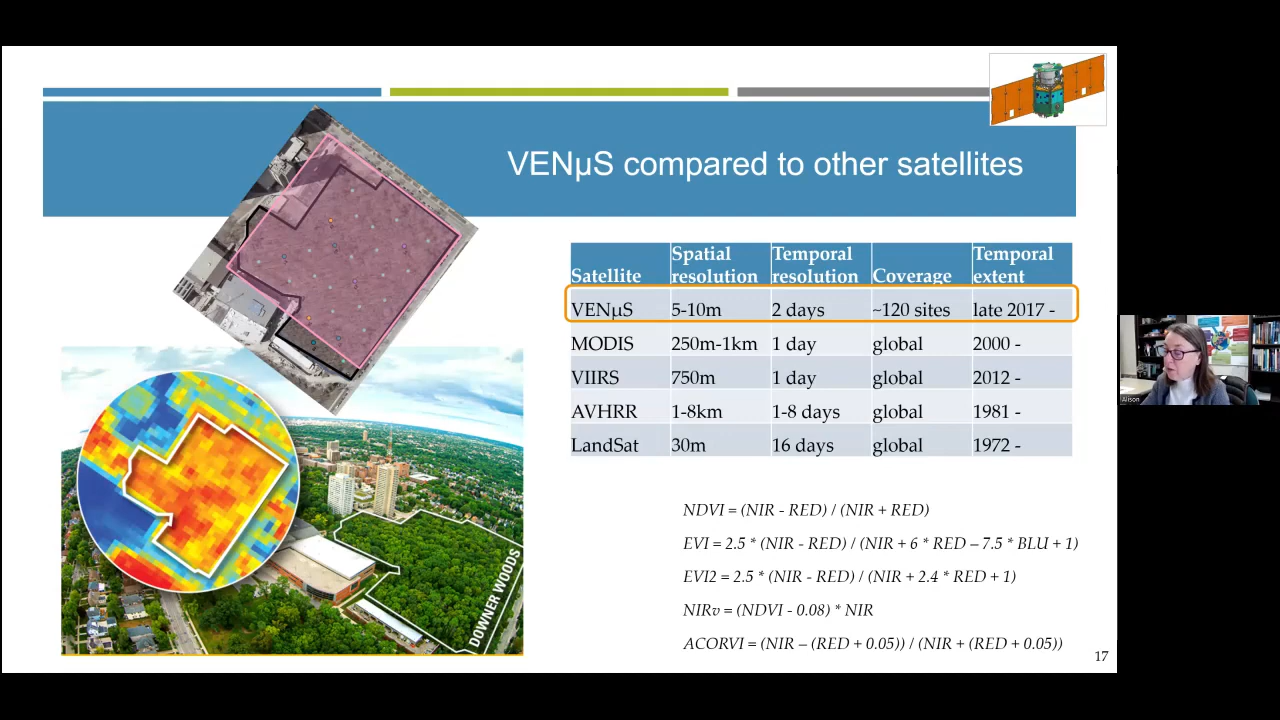 VENµS compared to other satellites
Satellite Spatial resolution Temporal resolution Coverage Temporal extent
VENµS 5-10m 2 days ~120 sites late 2017 -
MODIS 250m-1km 1 day global 2000 -
VIIRS 750m 1 day global 2012 -
AVHRR 1-8km 1-8 days global 1981 -
LandSat 30m 16 days global 1972 -
DOWNER WOODS
NDVI = (NIR - RED) / (NIR + RED)
EVI = 2.5 * (NIR - RED) / (NIR + 6 * RED – 7.5 * BLU + 1)
EVI2 = 2.5 * (NIR - RED) / (NIR + 2.4 * RED + 1)
NIRv = (NDVI - 0.08) * NIR
ACORVI = (NIR – (RED + 0.05)) / (NIR + (RED + 0.05))
17
Alison